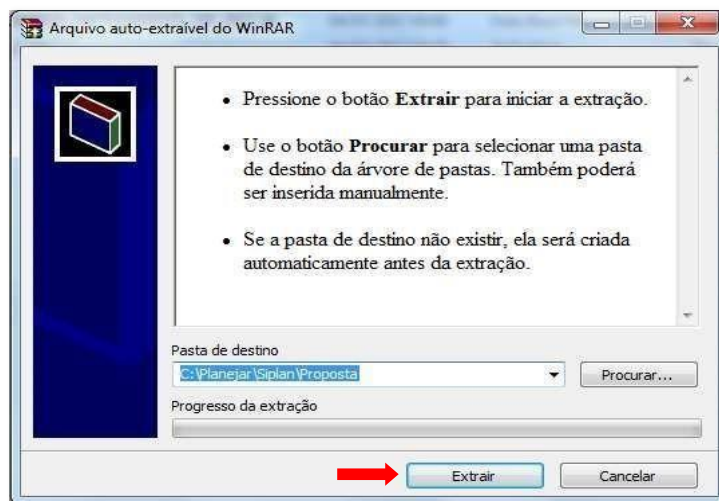 Arquivo auto-extraível do WinRAR
• Pressione o botão Extrair para iniciar a extração.
• Use o botão Procurar para selecionar uma pasta
de destino da árvore de pastas. Também poderá
ser inserida manualmente.
• Se a pasta de destino não existir, ela será criada
automaticamente antes da extração.
Pasta de destino
C:\Planejar\Siplan\Proposta
Procurar...
Progresso da extração
Extrair
Cancelar